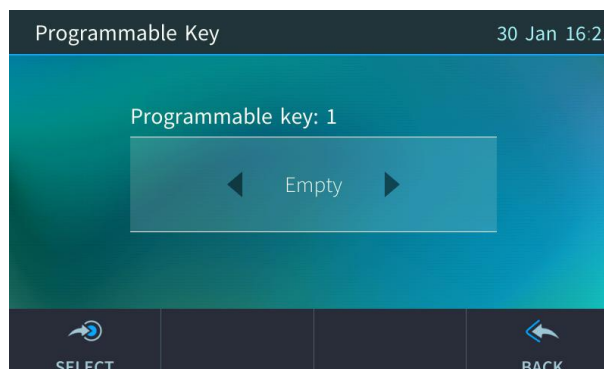 Programmable Key
30 Jan 16:2
Programmable key: 1
Empty
SELECT
BACK